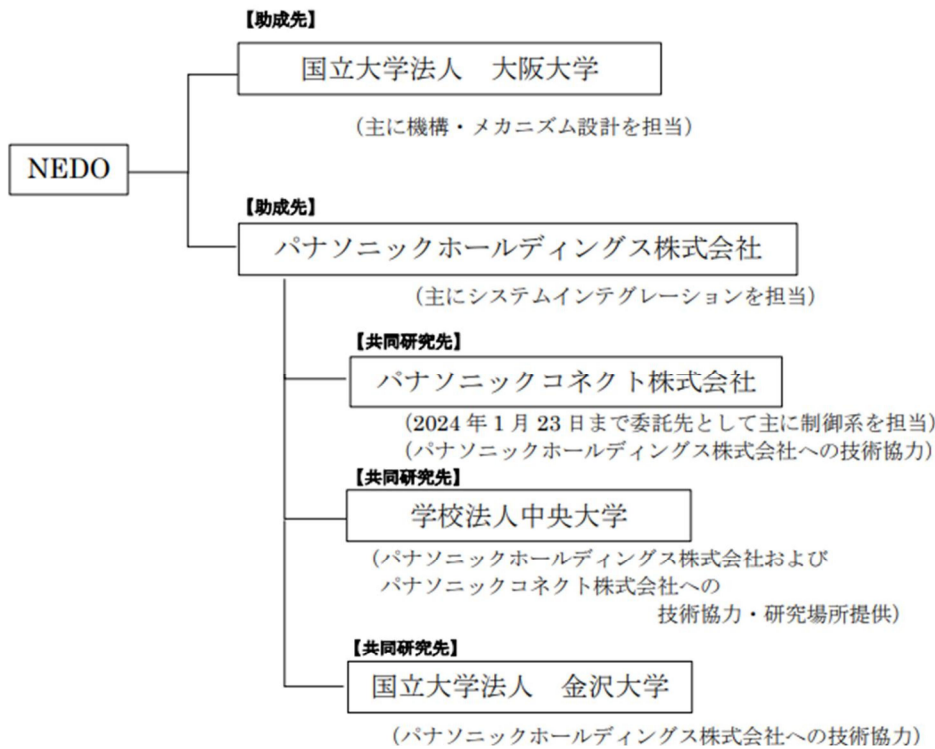 【助成先】
国立大学法人　大阪大学
（主に機構・メカニズム設計を担当）
NEDO
【助成先】
パナソニックホールディングス株式会社
（主にシステムインテグレーションを担当）
【共同研究先】
パナソニックコネクト株式会社
（2024 年 1 月 23 日まで委託先として主に制御系を担当）
（パナソニックホールディングス株式会社への技術協力）
【共同研究先】
学校法人中央大学
（パナソニックホールディングス株式会社および
パナソニックコネクト株式会社への
技術協力・研究場所提供）
【共同研究先】
国立大学法人　金沢大学
（パナソニックホールディングス株式会社への技術協力）